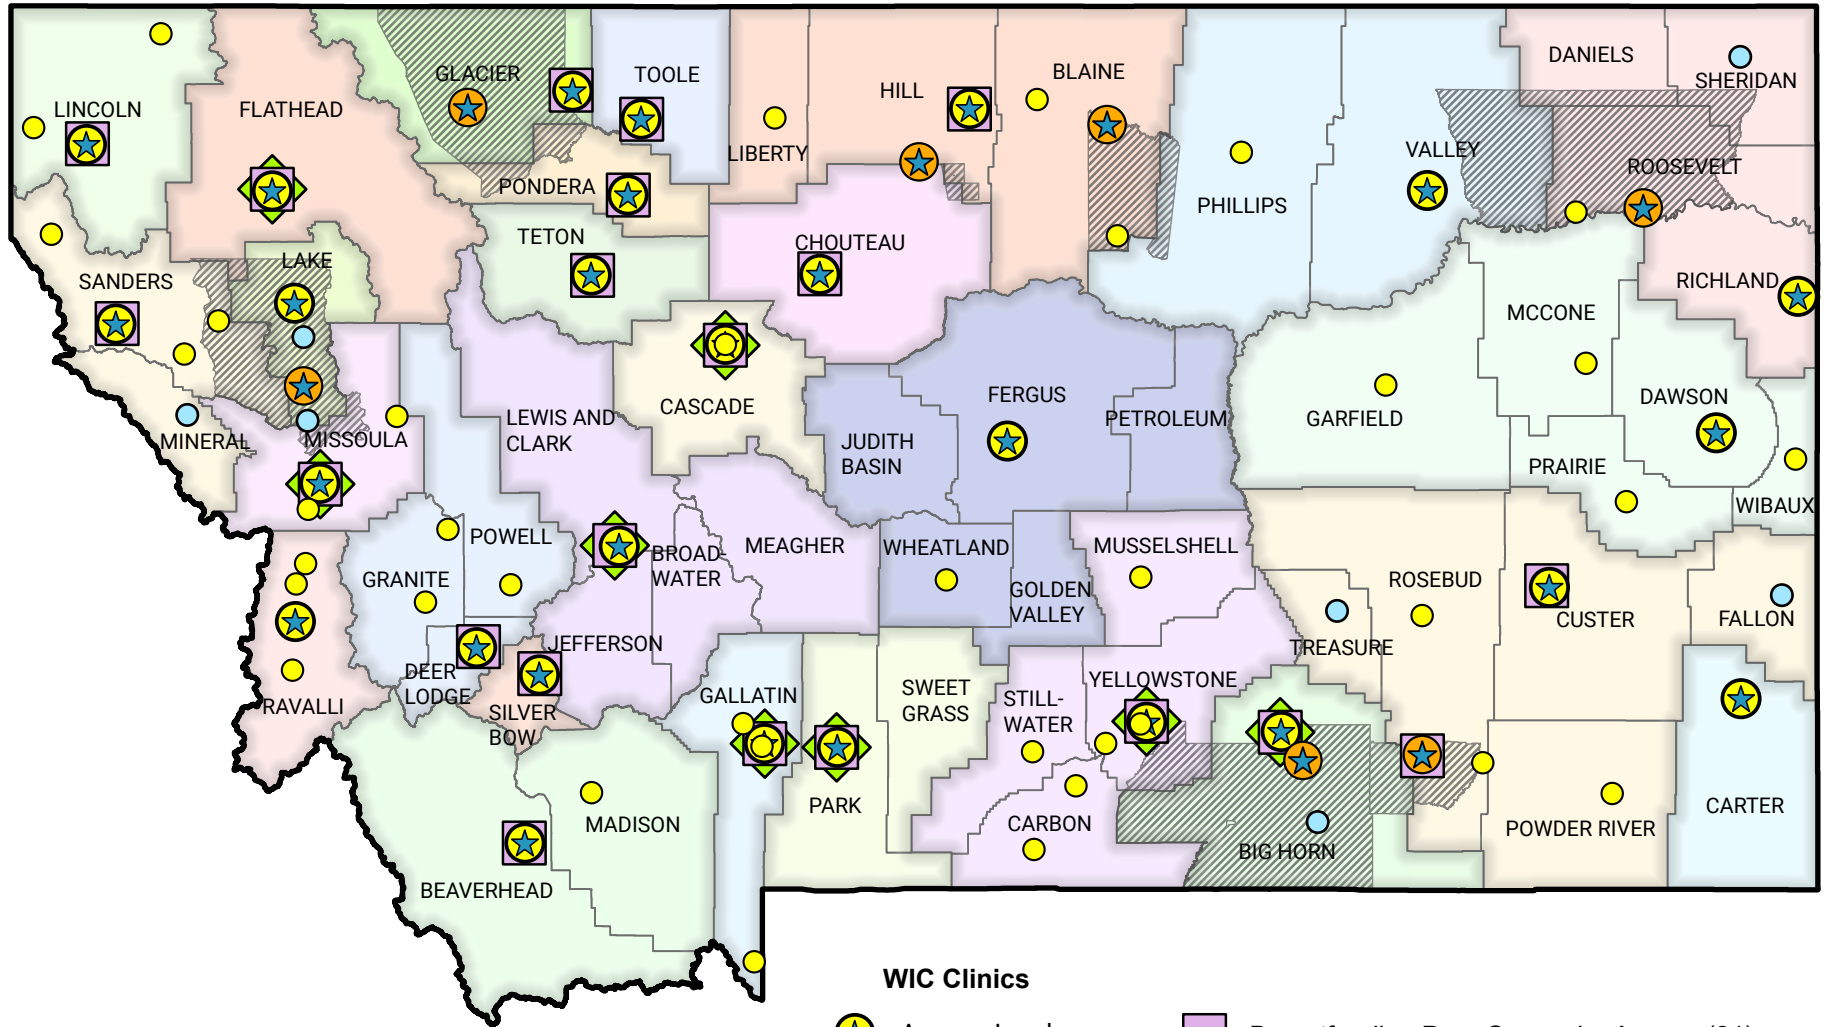 DANIELS
SHERIDAN
GLACIER
TOOLE
HILL
BLAINE
LINCOLN
FLATHEAD
LIBERTY
VALLEY
ROOSEVELT
PONDERA
PHILLIPS
TETON
CHOUTEAU
LAKE
SANDERS
RICHLAND
MCCONE
FERGUS
DAWSON
CASCADE
LEWIS AND
CLARK
PETROLEUM
GARFIELD
MINERAL
MISSOULA
JUDITH
BASIN
PRAIRIE
WIBAUX
POWELL
BROAD-
WATER
MEAGHER
WHEATLAND
MUSSELSHELL
GRANITE
GOLDEN
VALLEY
ROSEBUD
CUSTER
FALLON
JEFFERSON
TREASURE
DEER
LODGE
RAVALLI
SILVER
BOW
GALLATIN
SWEET
GRASS
STILL-
WATER
YELLOWSTONE
PARK
MADISON
CARBON
BIG HORN
POWDER RIVER
CARTER
BEAVERHEAD
WIC Clinics